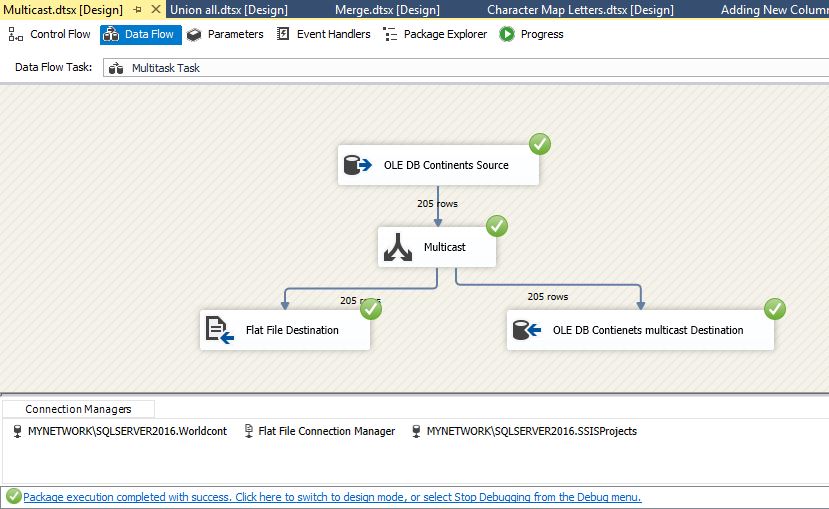 Multicast.dtsx [Design] Union all.dtsx [Design] Merge.dtsx [Design] Character Map Letters.dtsx [Design] Adding New Column
Control Flow Data Flow Parameters Event Handlers Package Explorer Progress
Data Flow Task: Multitask Task
OLE DB Continents Source
205 rows
Multicast
205 rows 205 rows
Flat File Destination OLE DB Contienets multicast Destination
Connection Managers
MYNETWORK\SQLSERVER2016.Worldcont Flat File Connection Manager MYNETWORK\SQLSERVER2016.SSISProjects
Package execution completed with success. Click here to switch to design mode, or select Stop Debugging from the Debug menu.